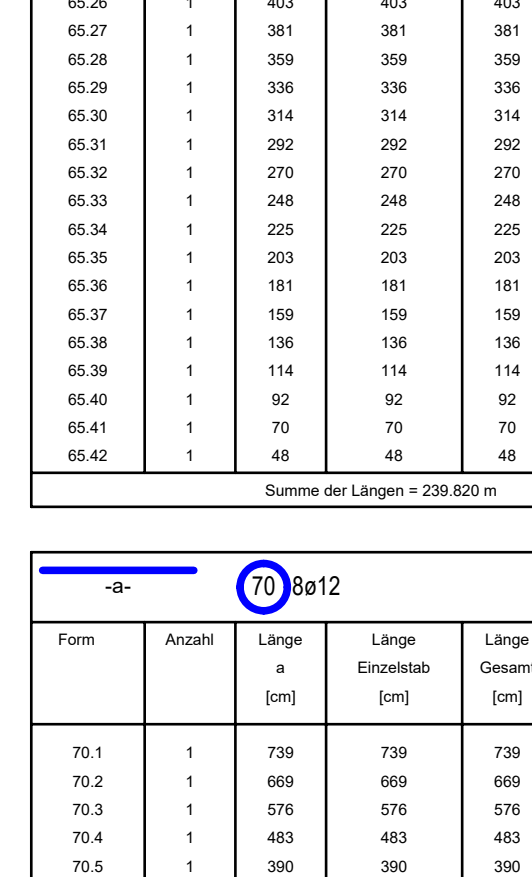 65.26 1 403 403 403
65.27 1 381 381 381
65.28 1 359 359 359
65.29 1 336 336 336
65.30 1 314 314 314
65.31 1 292 292 292
65.32 1 270 270 270
65.33 1 248 248 248
65.34 1 225 225 225
65.35 1 203 203 203
65.36 1 181 181 181
65.37 1 159 159 159
65.38 1 136 136 136
65.39 1 114 114 114
65.40 1 92 92 92
65.41 1 70 70 70
65.42 1 48 48 48
Summe der Längen = 239.820 m
-a- 70 8ø12
Form Anzahl Länge Länge Länge
a Einzelstab Gesamt
[cm] [cm] [cm]
70.1 1 739 739 739
70.2 1 669 669 669
70.3 1 576 576 576
70.4 1 483 483 483
70.5 1 390 390 390